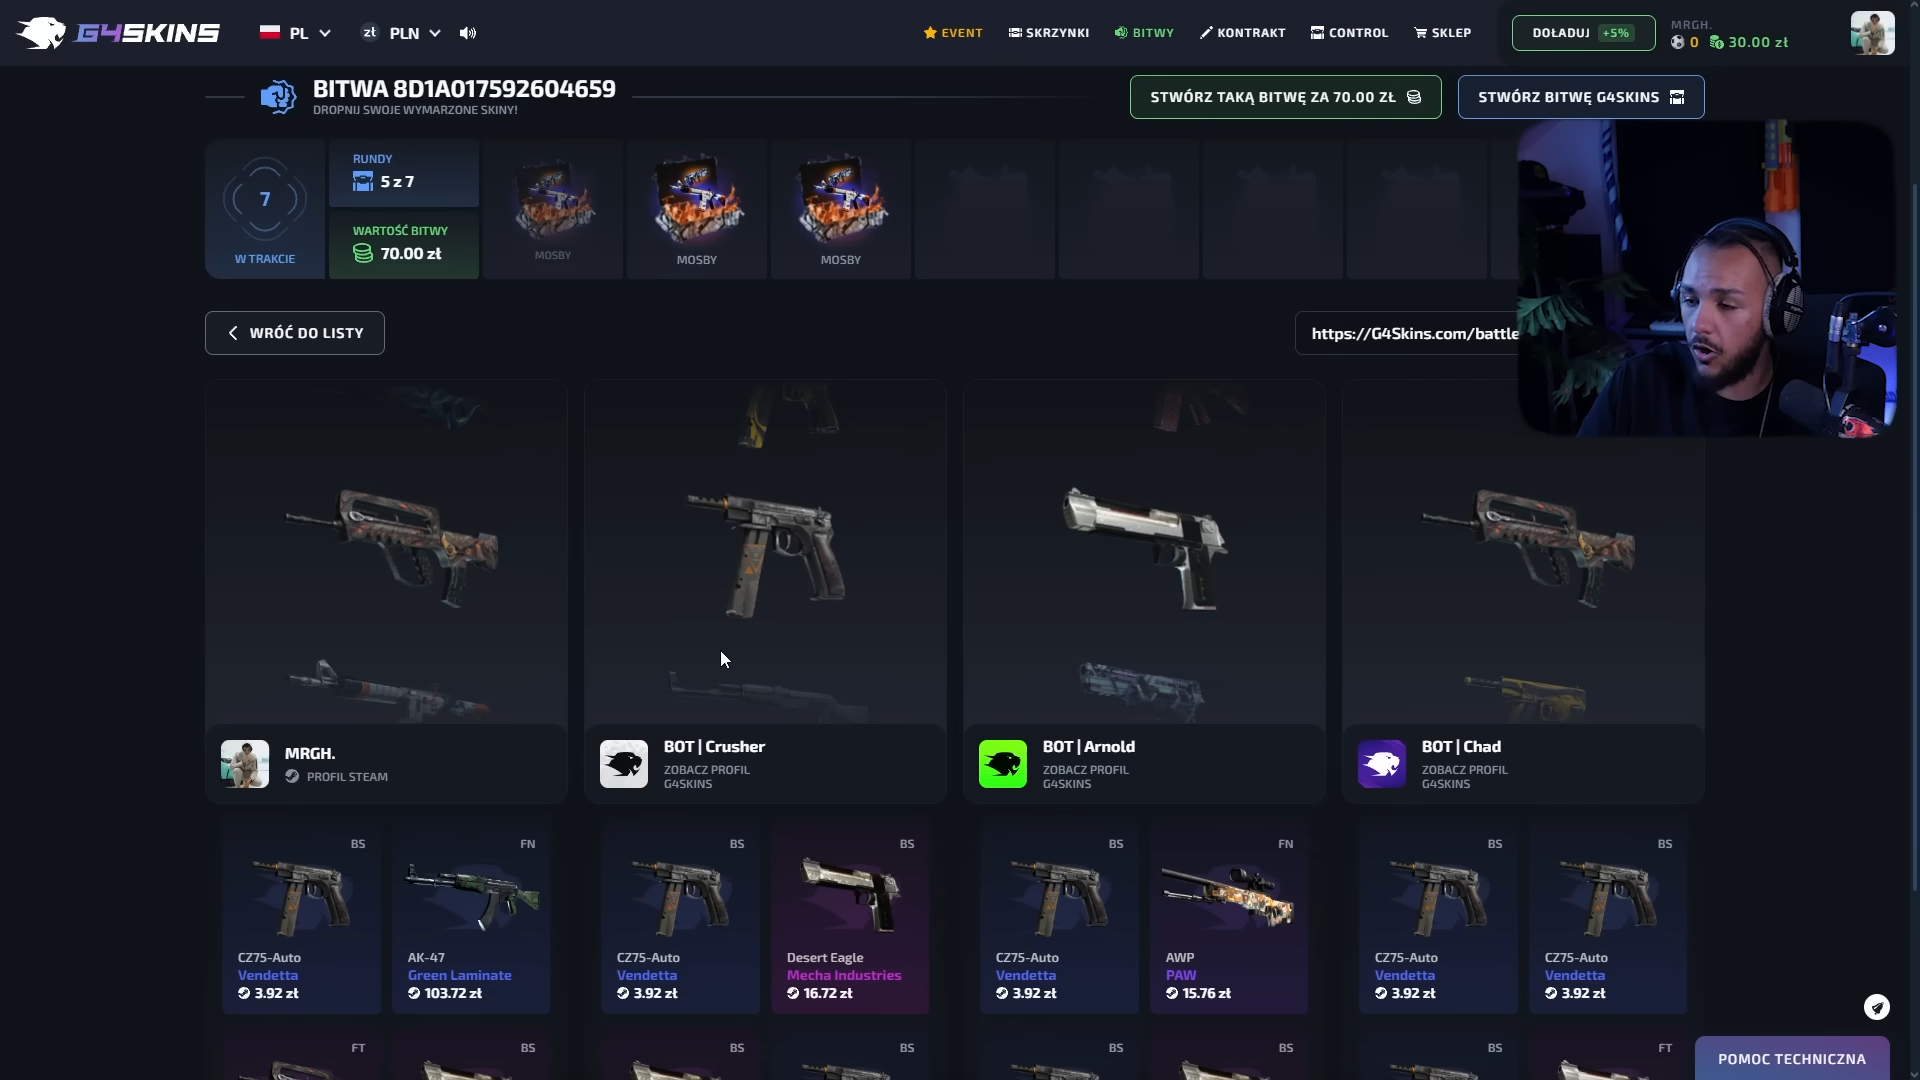 G4SKINS
PL
zł PLN
EVENT
SKRZYNKI
BITWY
KONTRAKT
CONTROL
SKLEP
DOŁADUJ +5%
MRGH.
0 30.00 zł
BITWA 8D1A017592604659
DROPNIJ SWOJE WYMARZONE SKINY!
STWÓRZ TAKĄ BITWĘ ZA 70.00 ZŁ
STWÓRZ BITWĘ G4SKINS
7
W TRAKCIE
RUNDY
5 z 7
WARTOŚĆ BITWY
70.00 zł
MOSBY
MOSBY
MOSBY
WRÓĆ DO LISTY
https://G4Skins.com/battle
MRGH.
PROFIL STEAM
BOT | Crusher
ZOBACZ PROFIL
G4SKINS
BOT | Arnold
ZOBACZ PROFIL
G4SKINS
BOT | Chad
ZOBACZ PROFIL
G4SKINS
BS
CZ75-Auto
Vendetta
3.92 zł
FN
AK-47
Green Laminate
103.72 zł
BS
CZ75-Auto
Vendetta
3.92 zł
BS
Desert Eagle
Mecha Industries
16.72 zł
BS
CZ75-Auto
Vendetta
3.92 zł
FN
AWP
PAW
15.76 zł
BS
CZ75-Auto
Vendetta
3.92 zł
BS
CZ75-Auto
Vendetta
3.92 zł
FT
BS
BS
BS
BS
BS
BS
FT
POMOC TECHNICZNA